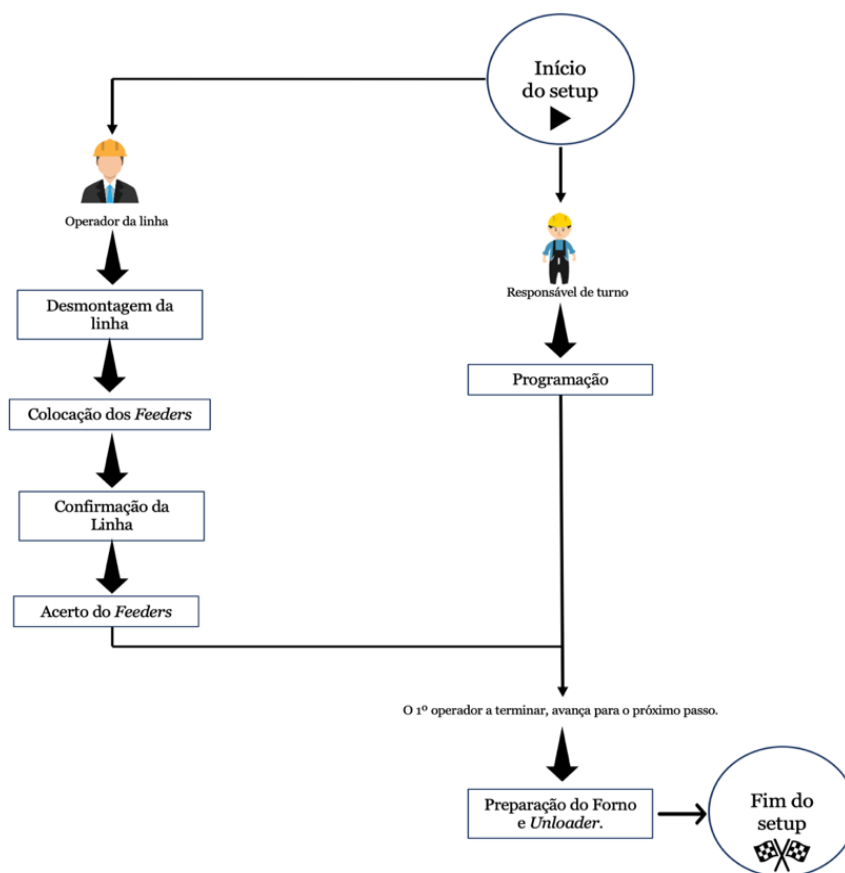 Início
do setup
Operador da linha
Responsável de turno
Desmontagem da
linha
Programação
Colocação dos Feeders
Confirmação da
Linha
Acerto do Feeders
O 1º operador a terminar, avança para o próximo passo.
Preparação do Forno
e Unloader.
Fim do
setup